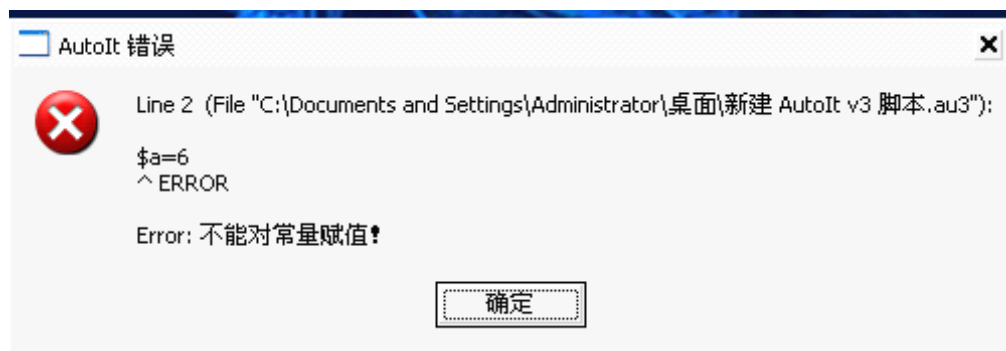 AutoIt 错误
Line 2  (File "C:\Documents and Settings\Administrator\桌面\新建 AutoIt v3 脚本.au3"):
$a=6
^ ERROR
Error: 不能对常量赋值!
确定